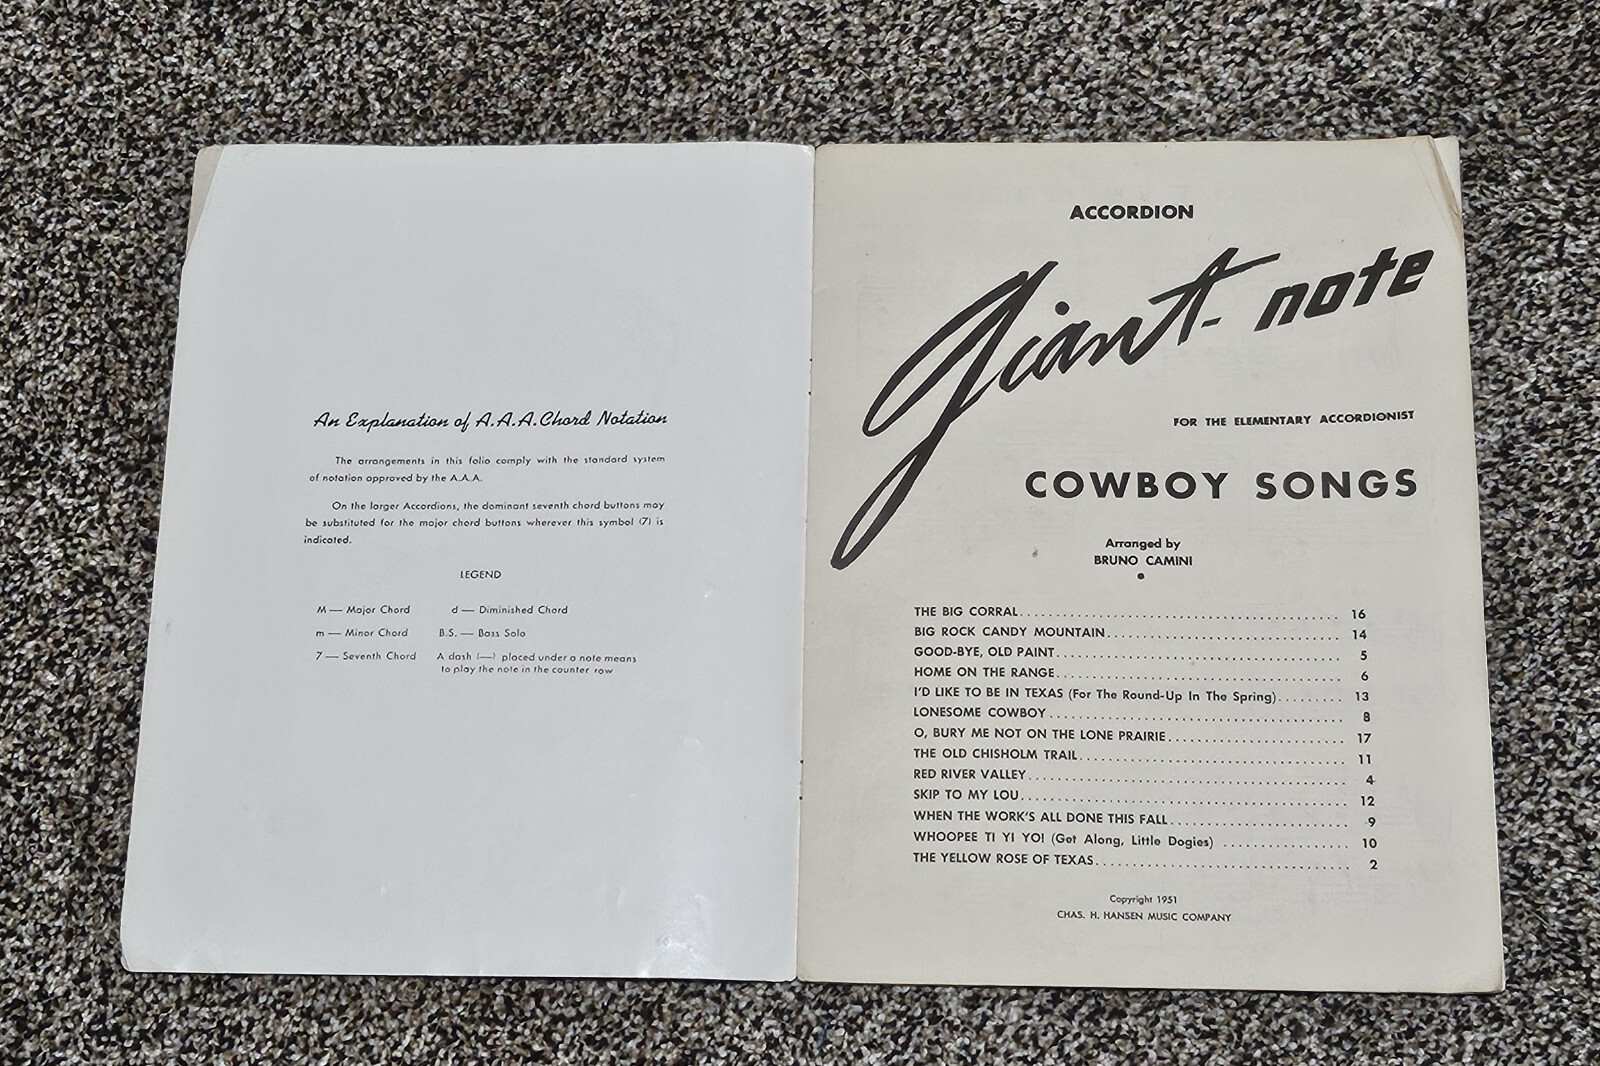 An Explanation of A.A.A. Chord Notation
The arrangements in this folio comply with the standard system
of notation approved by the A.A.A.
On the larger Accordions, the dominant seventh chord buttons may
be substituted for the major chord buttons wherever this symbol (7) is
indicated.
LEGEND
M — Major Chord d — Diminished Chord
m — Minor Chord B.S. — Bass Solo
7 — Seventh Chord A dash (—) placed under a note means
to play the note in the counter row
ACCORDION
Giant-note
FOR THE ELEMENTARY ACCORDIONIST
COWBOY SONGS
Arranged by
BRUNO CAMINI
THE BIG CORRAL 16
BIG ROCK CANDY MOUNTAIN 14
GOOD-BYE, OLD PAINT 5
HOME ON THE RANGE 6
I'D LIKE TO BE IN TEXAS (For The Round-Up In The Spring) 13
LONESOME COWBOY 8
O, BURY ME NOT ON THE LONE PRAIRIE 17
THE OLD CHISHOLM TRAIL 11
RED RIVER VALLEY 4
SKIP TO MY LOU 12
WHEN THE WORK'S ALL DONE THIS FALL 9
WHOOPEE TI YI YO! (Get Along, Little Dogies) 10
THE YELLOW ROSE OF TEXAS 2
Copyright 1951
CHAS. H. HANSEN MUSIC COMPANY